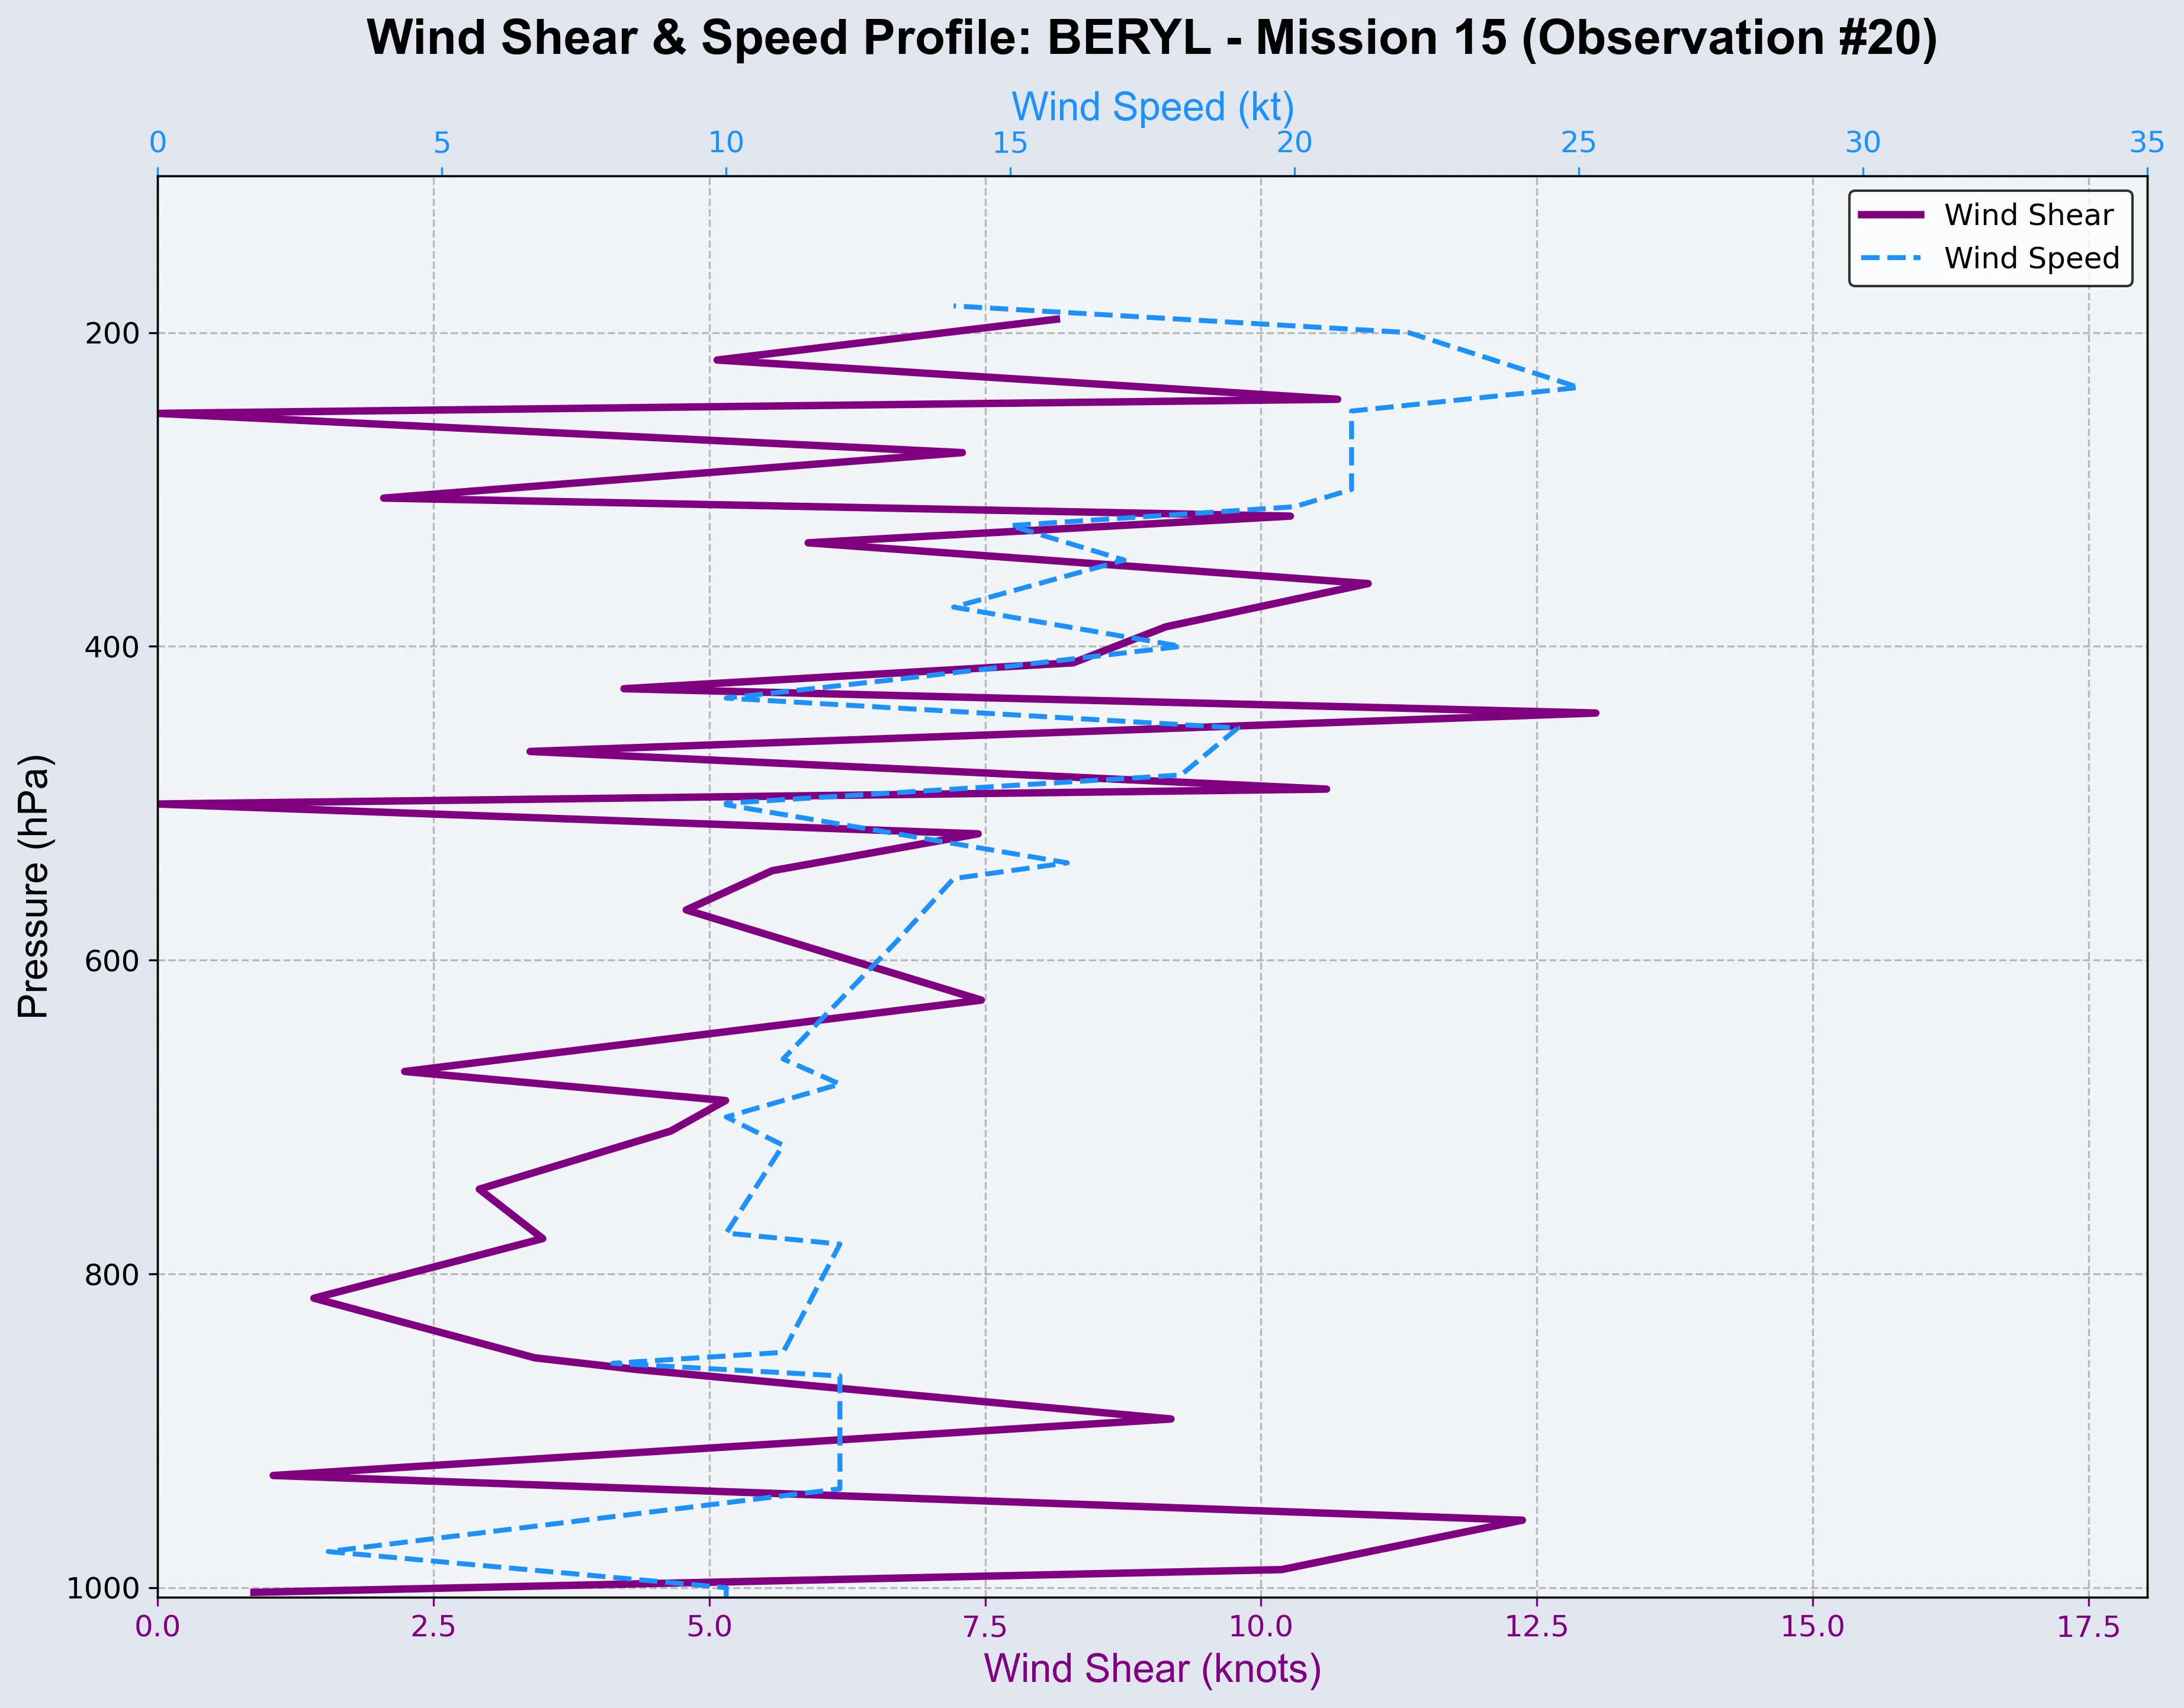 Wind Shear & Speed Profile: BERYL - Mission 15 (Observation #20)
Wind Speed (kt)
0 5 10 15 20 25 30 35
Wind Shear
Wind Speed
200
400
600
800
1000
Pressure (hPa)
0.0 2.5 5.0 7.5 10.0 12.5 15.0 17.5
Wind Shear (knots)